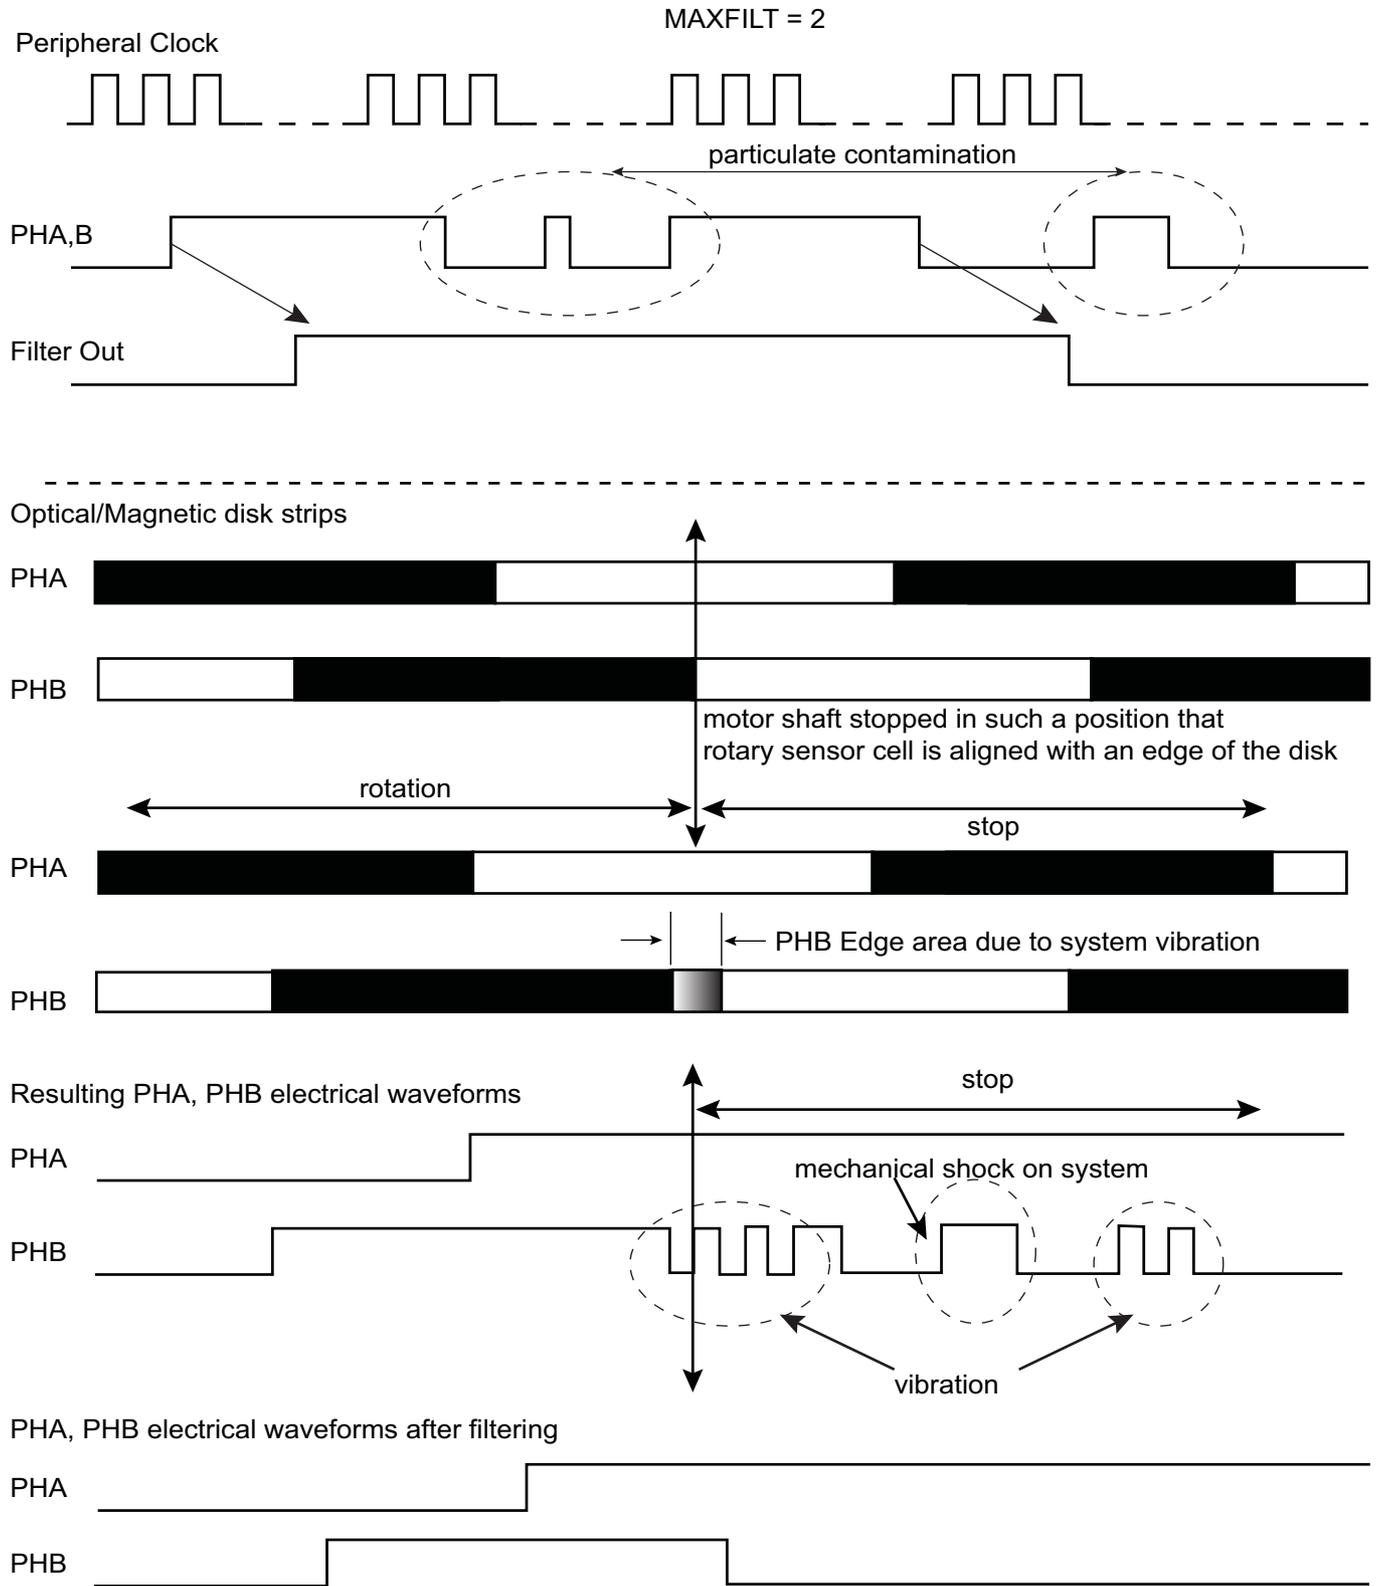 MAXFILT = 2
Peripheral Clock
particulate contamination
PHA,B
Filter Out
Optical/Magnetic disk strips
PHA
PHB
motor shaft stopped in such a position that
rotary sensor cell is aligned with an edge of the disk
rotation
stop
PHA
PHB Edge area due to system vibration
PHB
stop
Resulting PHA, PHB electrical waveforms
PHA
mechanical shock on system
PHB
vibration
PHA, PHB electrical waveforms after filtering
PHA
PHB